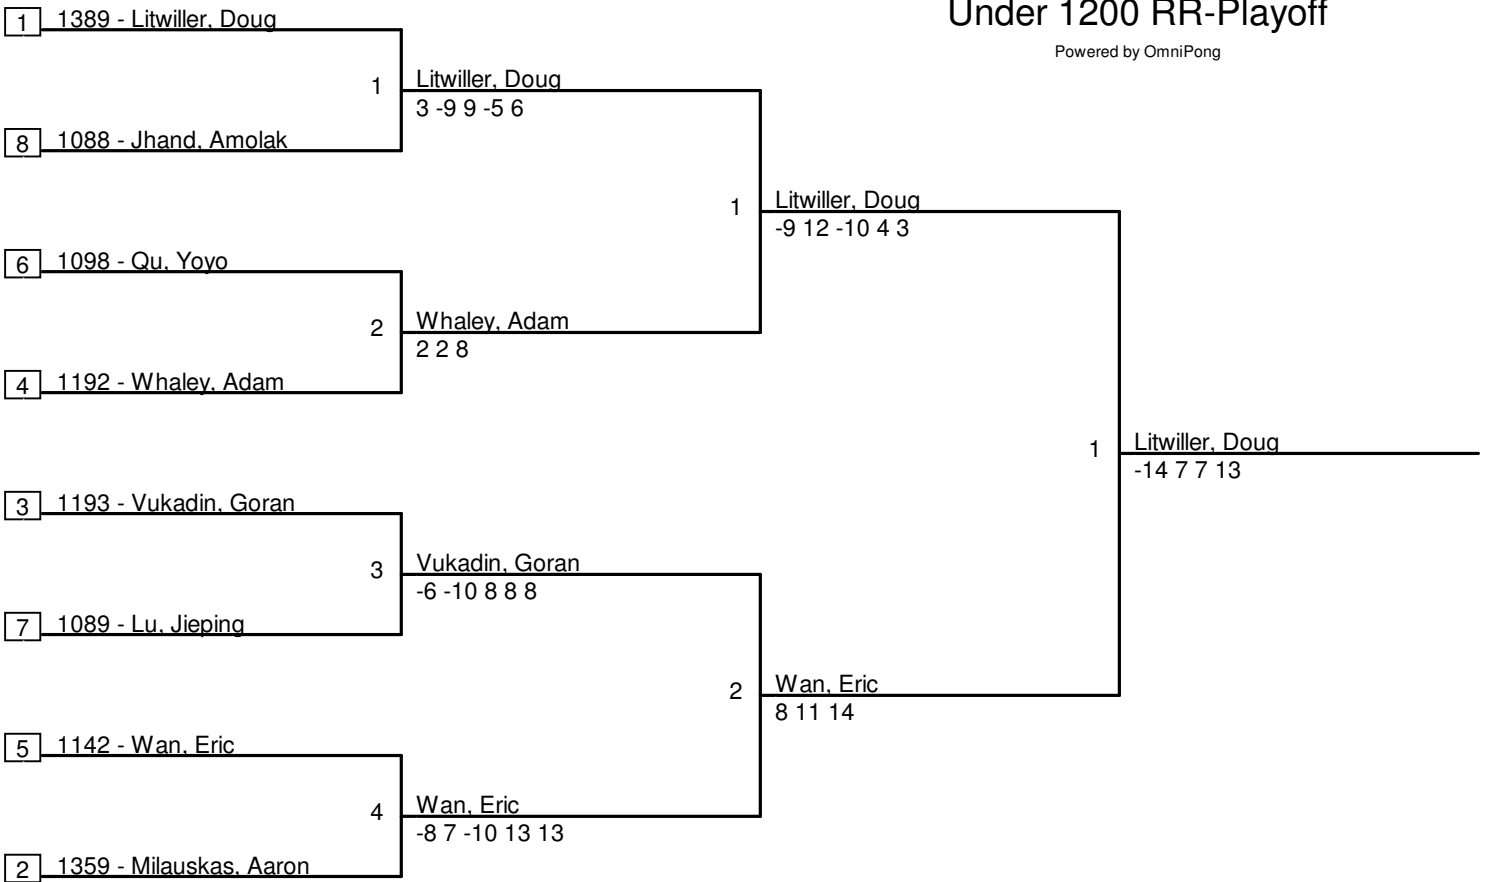 Under 1200 RR-Playoff
Powered by OmniPong
1 1389 - Litwiller, Doug
1 Litwiller, Doug
3 -9 9 -5 6
8 1088 - Jhand, Amolak
1 Litwiller, Doug
-9 12 -10 4 3
6 1098 - Qu, Yoyo
2 Whaley, Adam
2 2 8
4 1192 - Whaley, Adam
1 Litwiller, Doug
-14 7 7 13
3 1193 - Vukadin, Goran
3 Vukadin, Goran
-6 -10 8 8 8
7 1089 - Lu, Jieping
2 Wan, Eric
8 11 14
5 1142 - Wan, Eric
4 Wan, Eric
-8 7 -10 13 13
2 1359 - Milauskas, Aaron